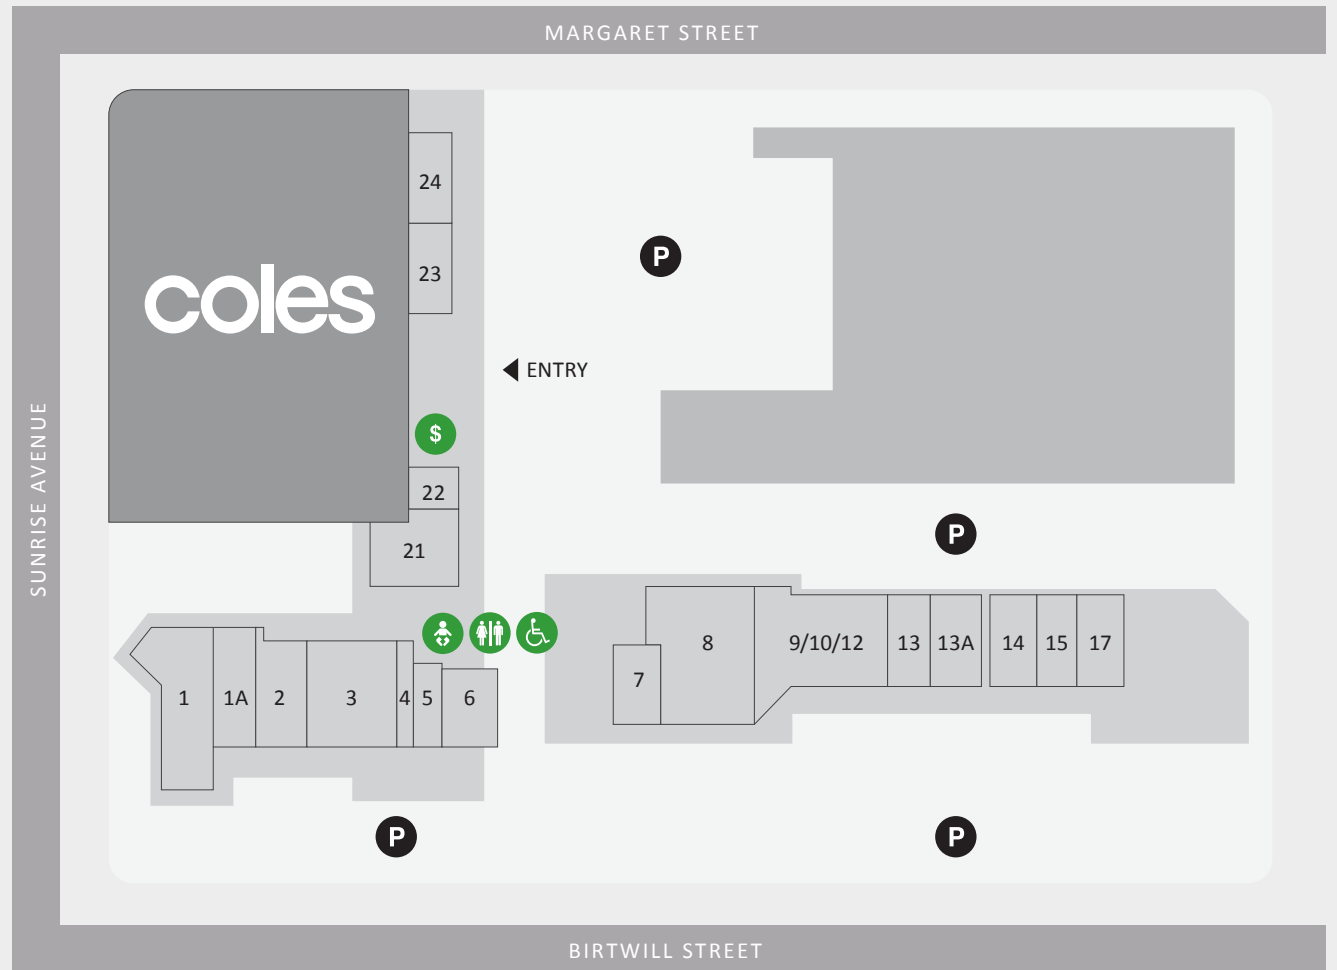 MARGARET STREET
24
P
coles
23
ENTRY
SUNRISE AVENUE
$
22
P
21
8
9/10/12
13
13A
14
15
17
7
1
1A
2
3
4
5
6
P
P
BIRTWILL STREET